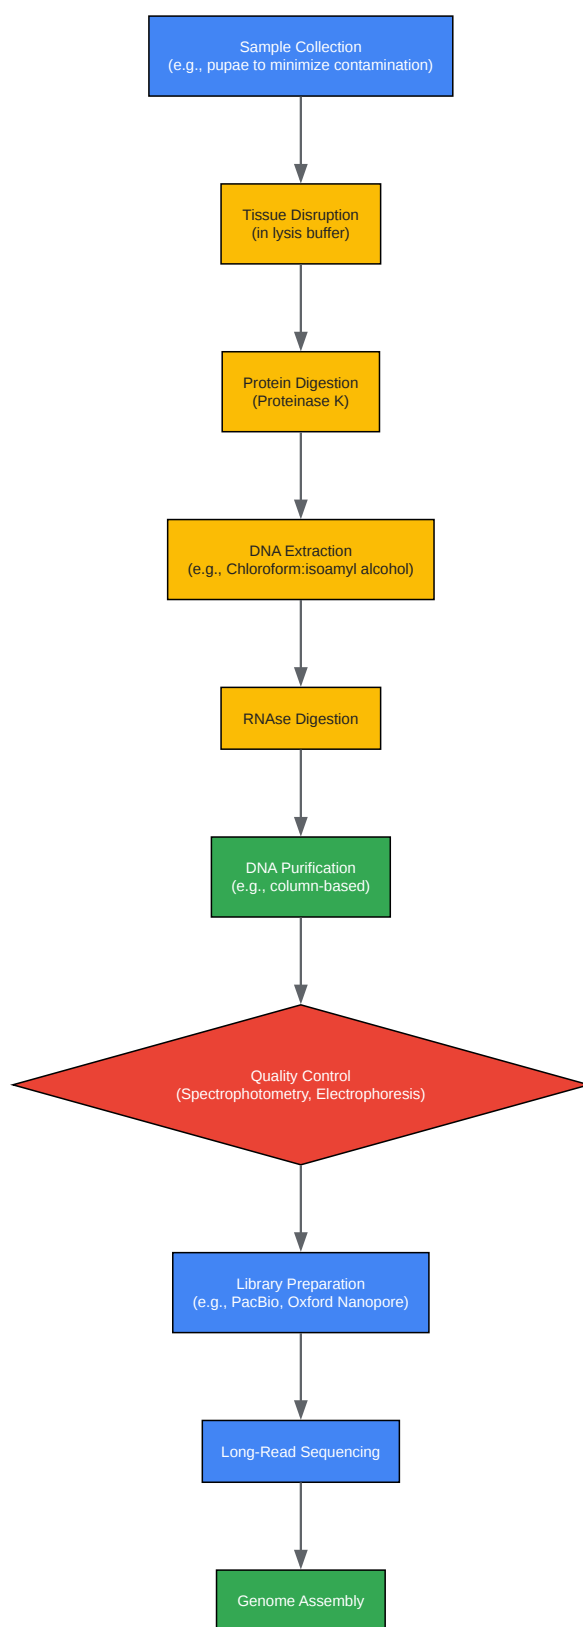 Sample Collection
(e.g., pupae to minimize contamination)
Tissue Disruption
(in lysis buffer)
Protein Digestion
(Proteinase K)
DNA Extraction
(e.g., Chloroform:isoamyl alcohol)
RNAse Digestion
DNA Purification
(e.g., column-based)
Quality Control
(Spectrophotometry, Electrophoresis)
Library Preparation
(e.g., PacBio, Oxford Nanopore)
Long-Read Sequencing
Genome Assembly